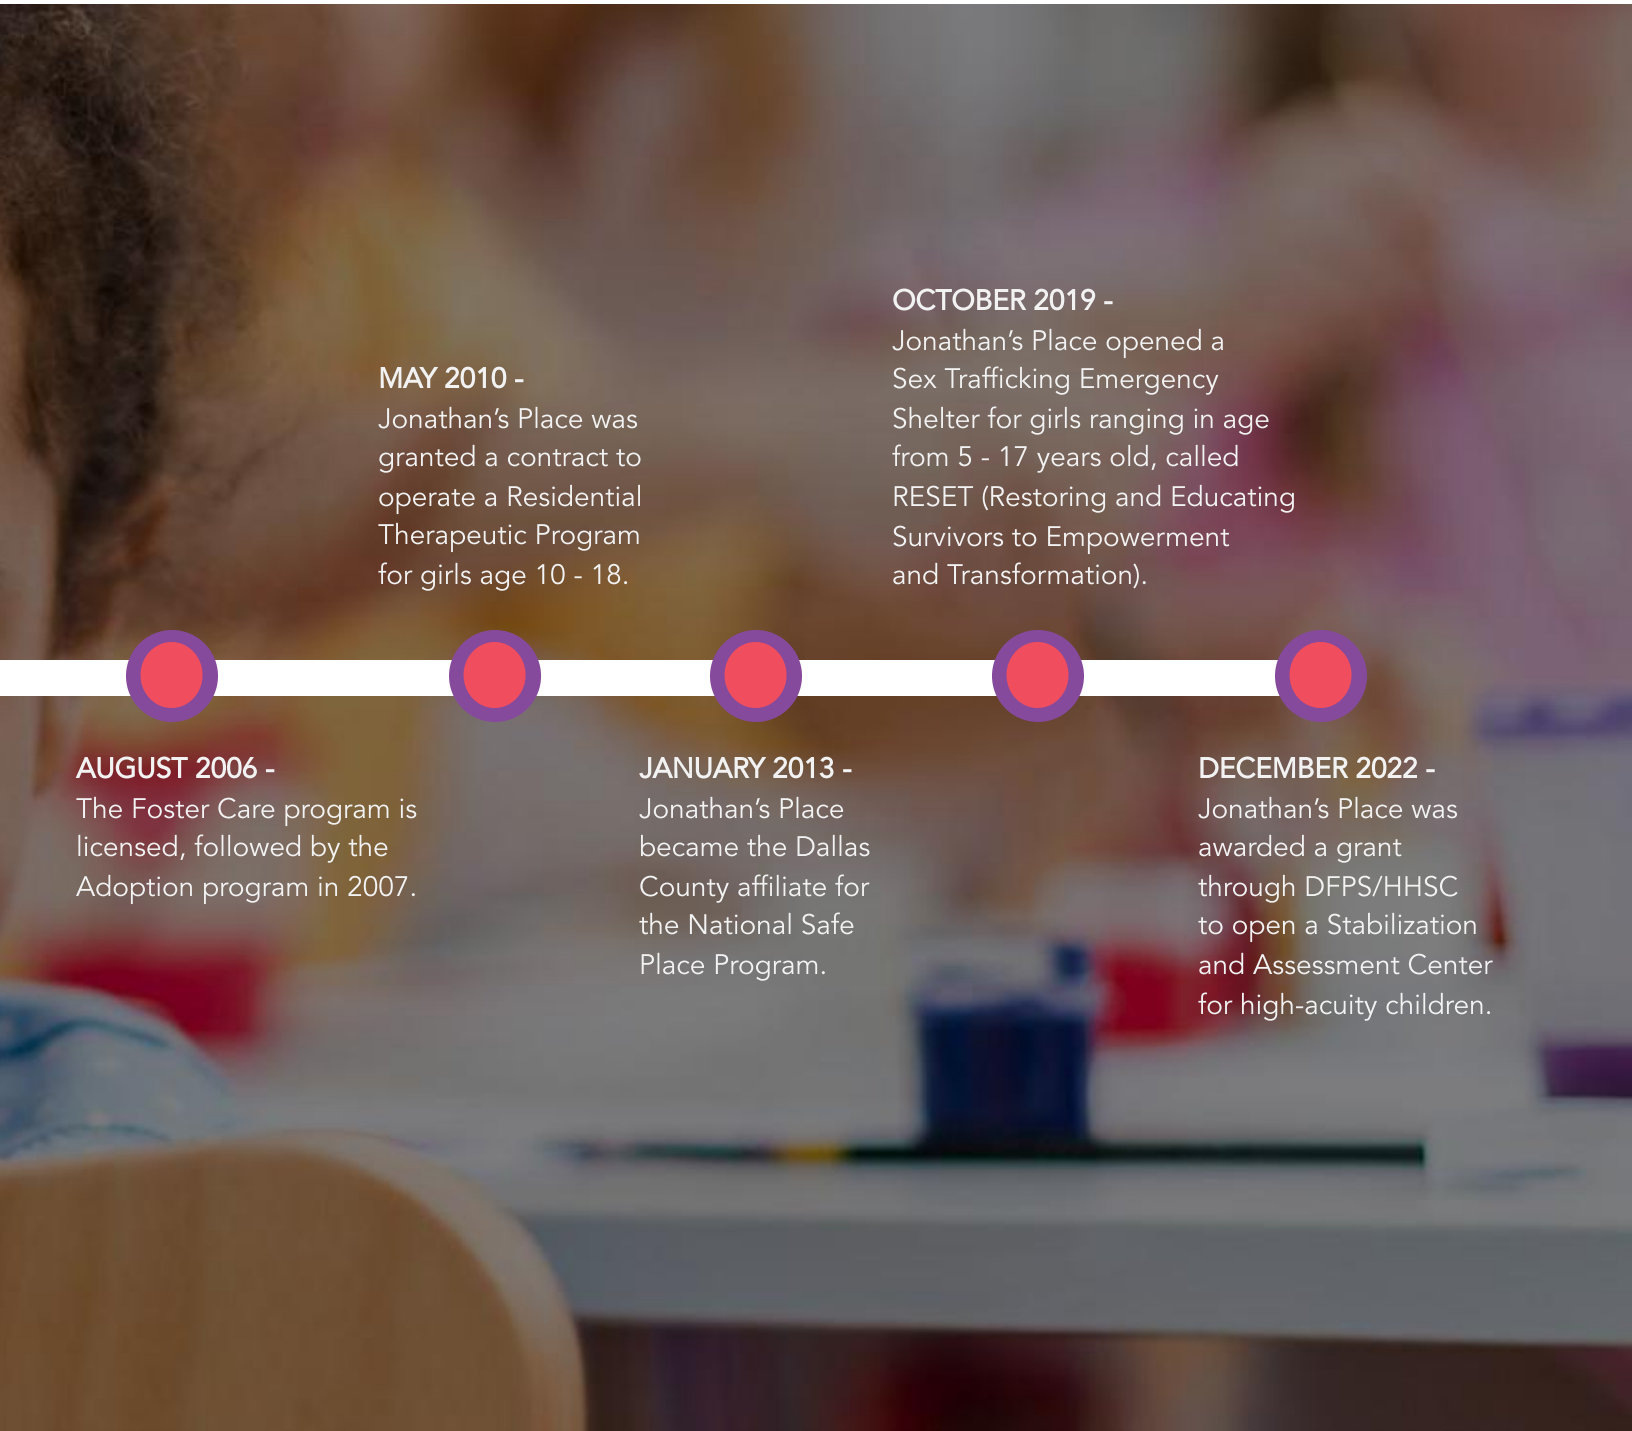 AUGUST 2006 -
The Foster Care program is
licensed, followed by the
Adoption program in 2007.
MAY 2010 -
Jonathan’s Place was
granted a contract to
operate a Residential
Therapeutic Program
for girls age 10 - 18.
JANUARY 2013 -
Jonathan’s Place
became the Dallas
County affiliate for
the National Safe
Place Program.
OCTOBER 2019 -
Jonathan’s Place opened a
Sex Trafficking Emergency
Shelter for girls ranging in age
from 5 - 17 years old, called
RESET (Restoring and Educating
Survivors to Empowerment
and Transformation).
DECEMBER 2022 -
Jonathan’s Place was
awarded a grant
through DFPS/HHSC
to open a Stabilization
and Assessment Center
for high-acuity children.